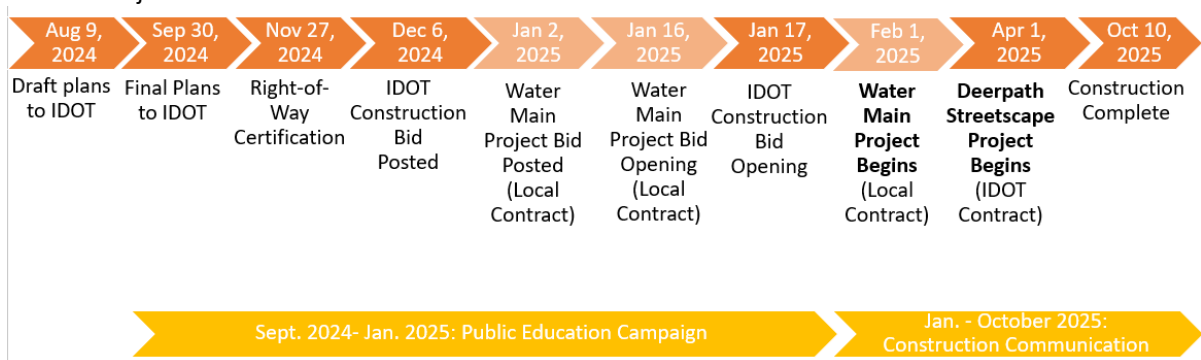 Aug 9,
2024
Sep 30,
2024
Nov 27,
2024
Dec 6,
2024
Jan 2,
2025
Jan 16,
2025
Jan 17,
2025
Feb 1,
2025
Apr 1,
2025
Oct 10,
2025
Draft plans
to IDOT
Final Plans
to IDOT
Right-of-
Way
Certification
IDOT
Construction
Bid
Posted
Water
Main
Project Bid
Posted
(Local
Contract)
Water
Main
Project Bid
Opening
(Local
Contract)
IDOT
Construction
Bid
Opening
Water
Main
Project
Begins
(Local
Contract)
Deerpath
Streetscape
Project
Begins
(IDOT
Contract)
Construction
Complete
Sept. 2024- Jan. 2025: Public Education Campaign
Jan. - October 2025:
Construction Communication